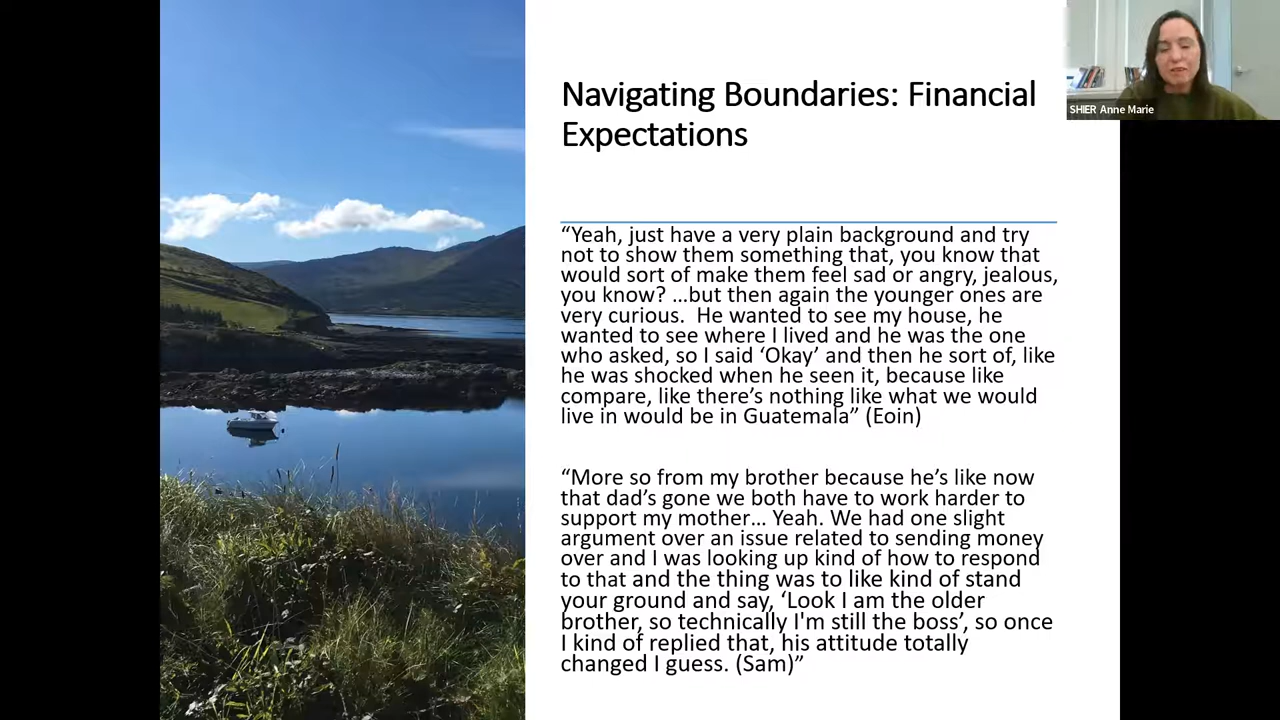 Navigating Boundaries: Financial
Expectations
SHIER Anne Marie
“Yeah, just have a very plain background and try
not to show them something that, you know that
would sort of make them feel sad or angry, jealous,
you know? …but then again the younger ones are
very curious.  He wanted to see my house, he
wanted to see where I lived and he was the one
who asked, so I said ‘Okay’ and then he sort of, like
he was shocked when he seen it, because like
compare, like there’s nothing like what we would
live in would be in Guatemala” (Eoin)
“More so from my brother because he’s like now
that dad’s gone we both have to work harder to
support my mother… Yeah. We had one slight
argument over an issue related to sending money
over and I was looking up kind of how to respond
to that and the thing was to like kind of stand
your ground and say, ‘Look I am the older
brother, so technically I'm still the boss’, so once
I kind of replied that, his attitude totally
changed I guess. (Sam)”